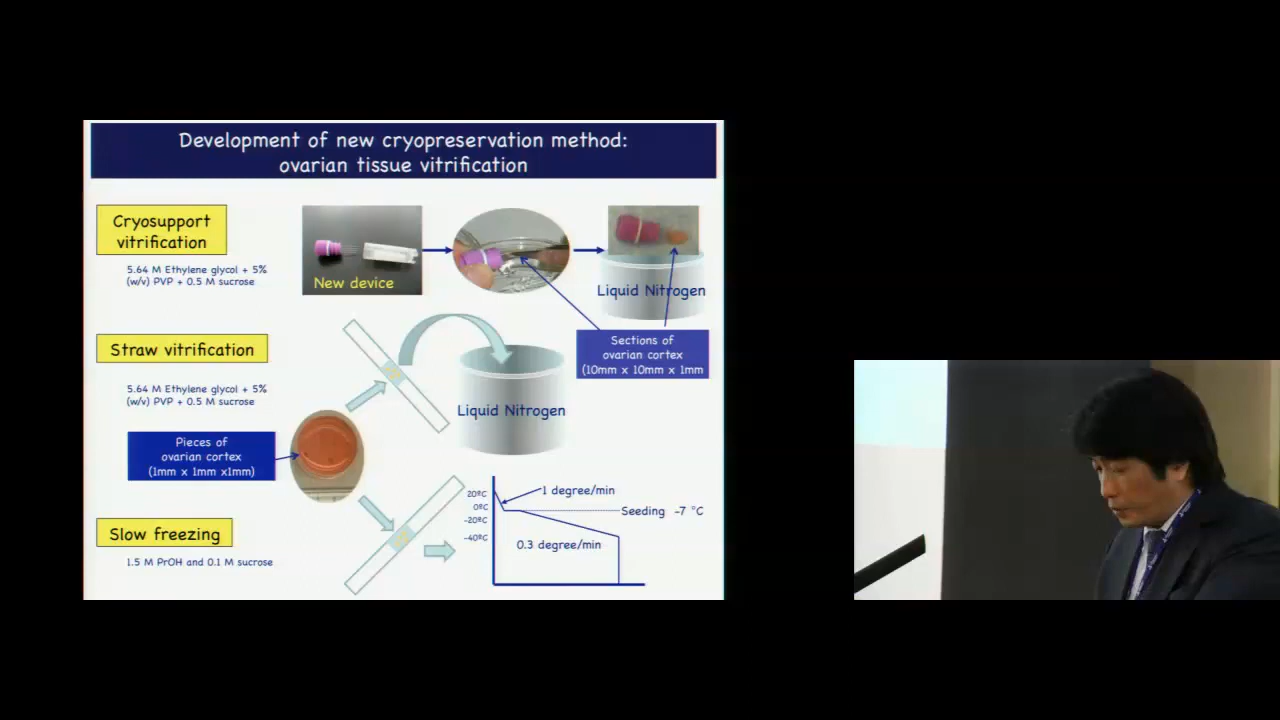 Development of new cryopreservation method:
ovarian tissue vitrification
Cryosupport
vitrification
5.64 M Ethylene glycol + 5%
(w/v) PVP + 0.5 M sucrose
New device
Liquid Nitrogen
Sections of
ovarian cortex
(10mm x 10mm x 1mm
Straw vitrification
5.64 M Ethylene glycol + 5%
(w/v) PVP + 0.5 M sucrose
Liquid Nitrogen
Pieces of
ovarian cortex
(1mm x 1mm x1mm)
Slow freezing
1.5 M PrOH and 0.1 M sucrose
20ºC
0ºC
-20ºC
-40ºC
1 degree/min
Seeding -7 °C
0.3 degree/min